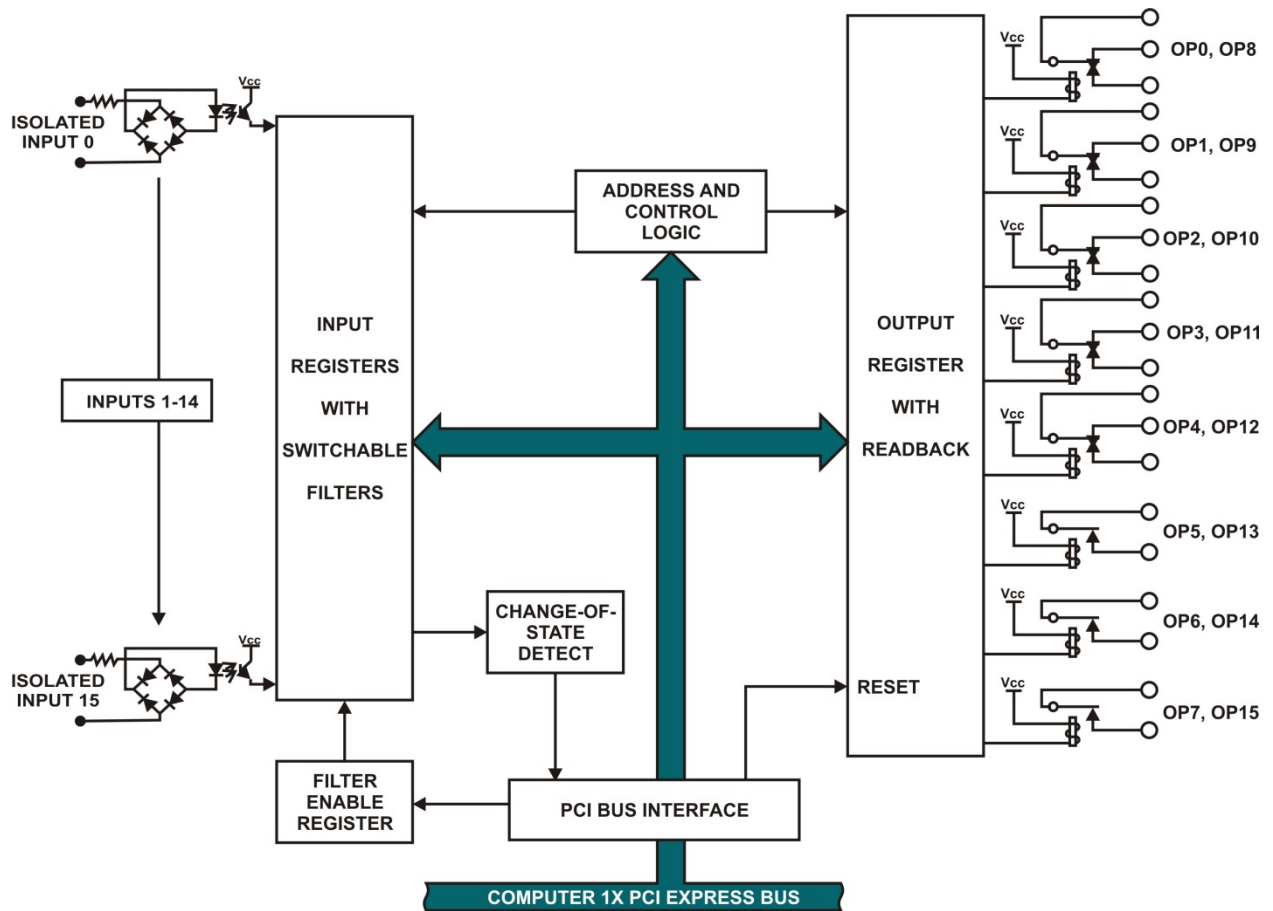 Vcc
ISOLATED
INPUT 0
INPUTS 1-14
Vcc
ISOLATED
INPUT 15
INPUT
REGISTERS
WITH
SWITCHABLE
FILTERS
ADDRESS AND
CONTROL
LOGIC
CHANGE-OF-
STATE
DETECT
FILTER
ENABLE
REGISTER
PCI BUS INTERFACE
COMPUTER 1X PCI EXPRESS BUS
OUTPUT
REGISTER
WITH
READBACK
RESET
Vcc
OP0, OP8
Vcc
OP1, OP9
Vcc
OP2, OP10
Vcc
OP3, OP11
Vcc
OP4, OP12
Vcc
OP5, OP13
Vcc
OP6, OP14
Vcc
OP7, OP15